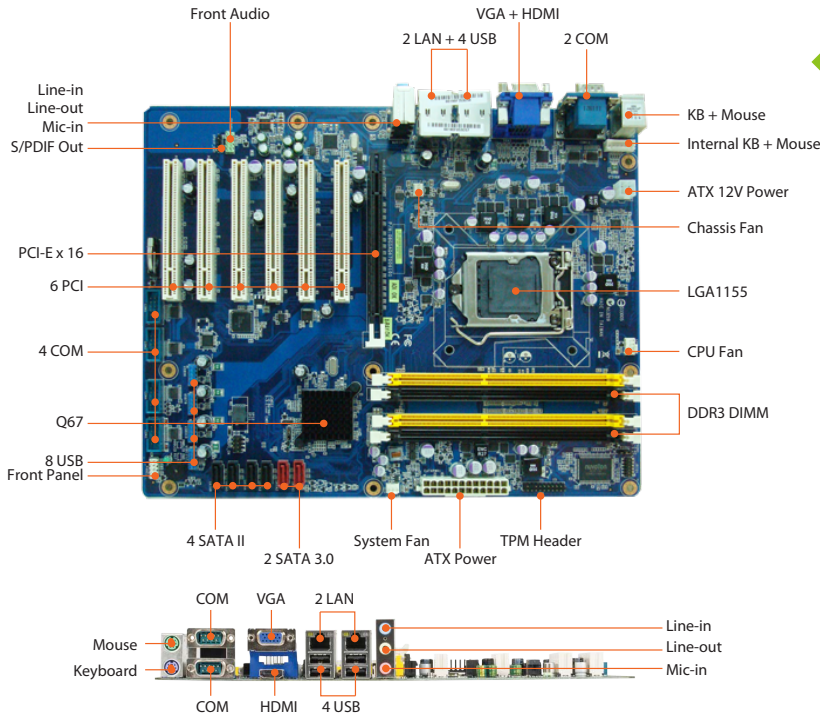 Front Audio
VGA + HDMI
2 LAN + 4 USB
2 COM
Line-in
Line-out
Mic-in
S/PDIF Out
KB + Mouse
Internal KB + Mouse
ATX 12V Power
Chassis Fan
PCI-E x 16
6 PCI
LGA1155
4 COM
CPU Fan
DDR3 DIMM
Q67
8 USB
Front Panel
4 SATA II
2 SATA 3.0
System Fan
ATX Power
TPM Header
COM
VGA
2 LAN
Mouse
Keyboard
Line-in
Line-out
Mic-in
COM
HDMI
4 USB